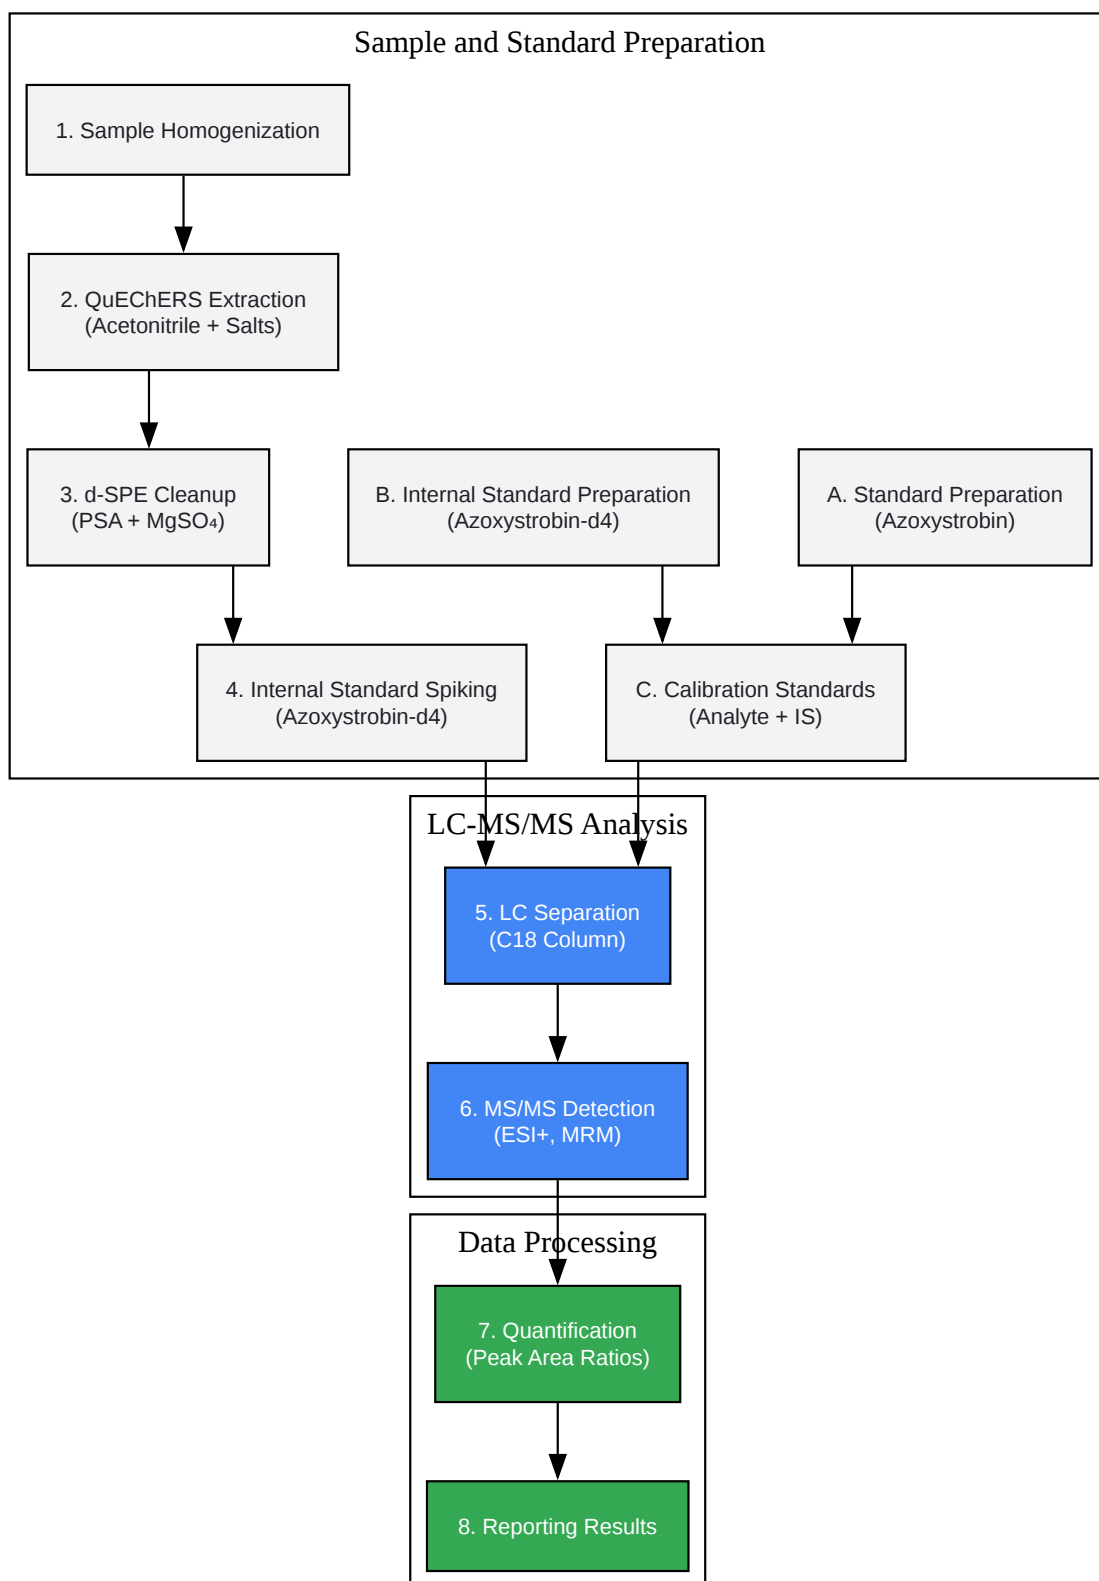 Sample and Standard Preparation
1. Sample Homogenization
2. QuEChERS Extraction
(Acetonitrile + Salts)
3. d-SPE Cleanup
(PSA + MgSO₄)
B. Internal Standard Preparation
(Azoxystrobin-d4)
A. Standard Preparation
(Azoxystrobin)
4. Internal Standard Spiking
(Azoxystrobin-d4)
C. Calibration Standards
(Analyte + IS)
LC-MS/MS Analysis
5. LC Separation
(C18 Column)
6. MS/MS Detection
(ESI+, MRM)
Data Processing
7. Quantification
(Peak Area Ratios)
8. Reporting Results